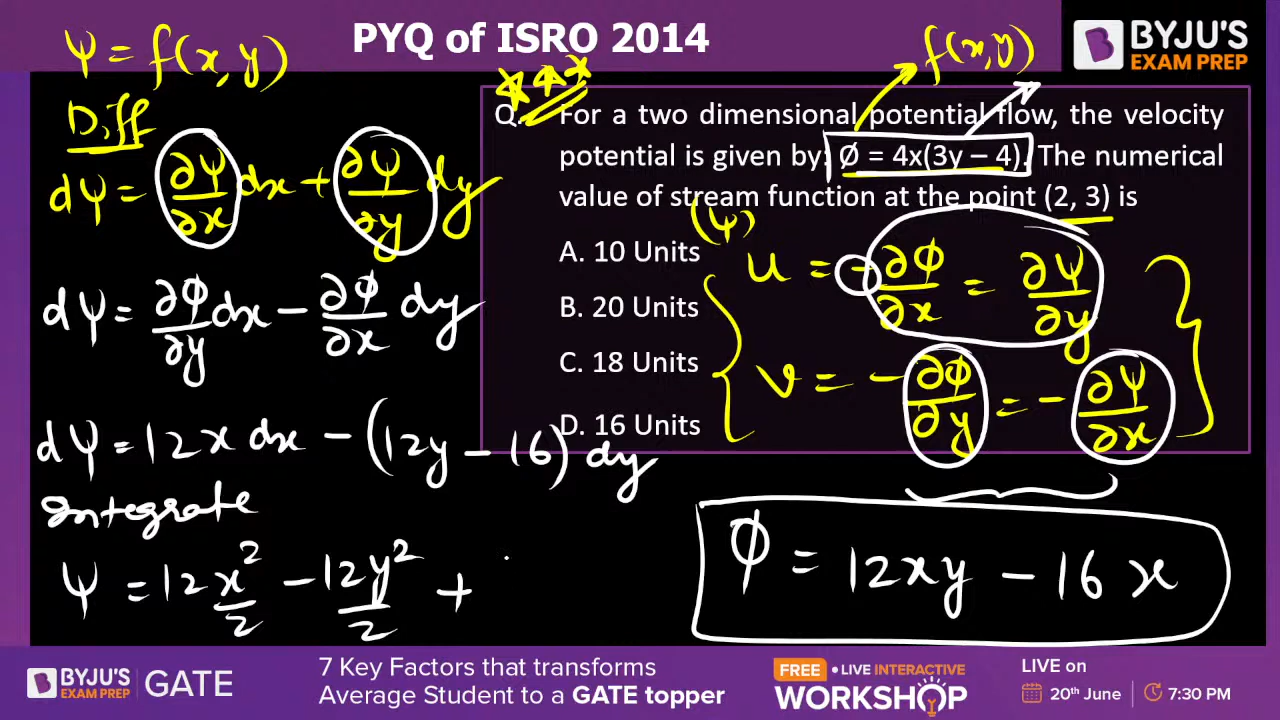 PYQ of ISRO 2014
BYJU'S
EXAM PREP
Ψ = f(x, y)
Diff
dΨ = ∂Ψ/∂x dx + ∂Ψ/∂y dy
dΨ = ∂φ/∂y dx − ∂φ/∂x dy
dΨ = 12x dx − (12y − 16) dy
Integrate
Ψ = 12x²/2 − 12y²/2 +
f(x,y)
Q. For a two dimensional potential flow, the velocity
potential is given by: Ø = 4x(3y – 4). The numerical
value of stream function at the point (2, 3) is
(Ψ)
A. 10 Units
B. 20 Units
C. 18 Units
D. 16 Units
u = −∂φ/∂x = ∂Ψ/∂y
v = −∂φ/∂y = −∂Ψ/∂x
φ = 12xy − 16x
BYJU'S
EXAM PREP
GATE
7 Key Factors that transforms
Average Student to a GATE topper
FREE • LIVE INTERACTIVE
WORKSHOP
LIVE on
20th June 7:30 PM